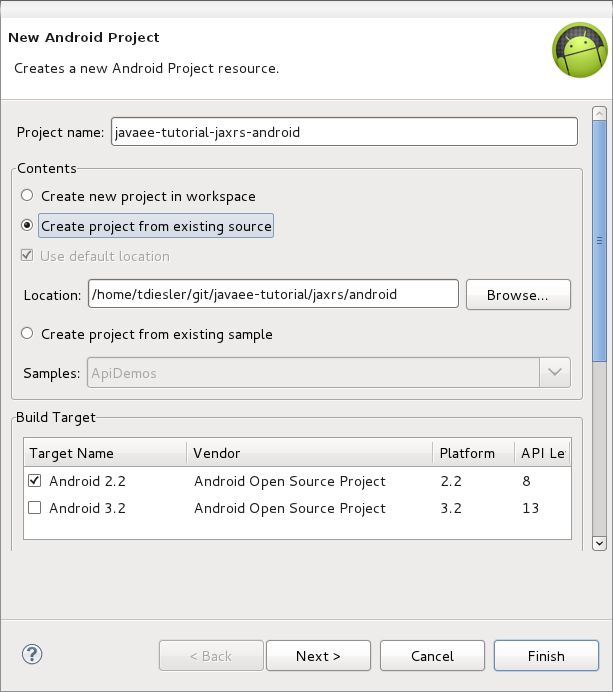 New Android Project
Creates a new Android Project resource.
Project name: javaee-tutorial-jaxrs-android
Contents
Create new project in workspace
Create project from existing source
Use default location
Location: /home/tdiesler/git/javaee-tutorial/jaxrs/android Browse...
Create project from existing sample
Samples: ApiDemos
Build Target
Target Name Vendor Platform API Le
Android 2.2 Android Open Source Project 2.2 8
Android 3.2 Android Open Source Project 3.2 13
? < Back Next > Cancel Finish